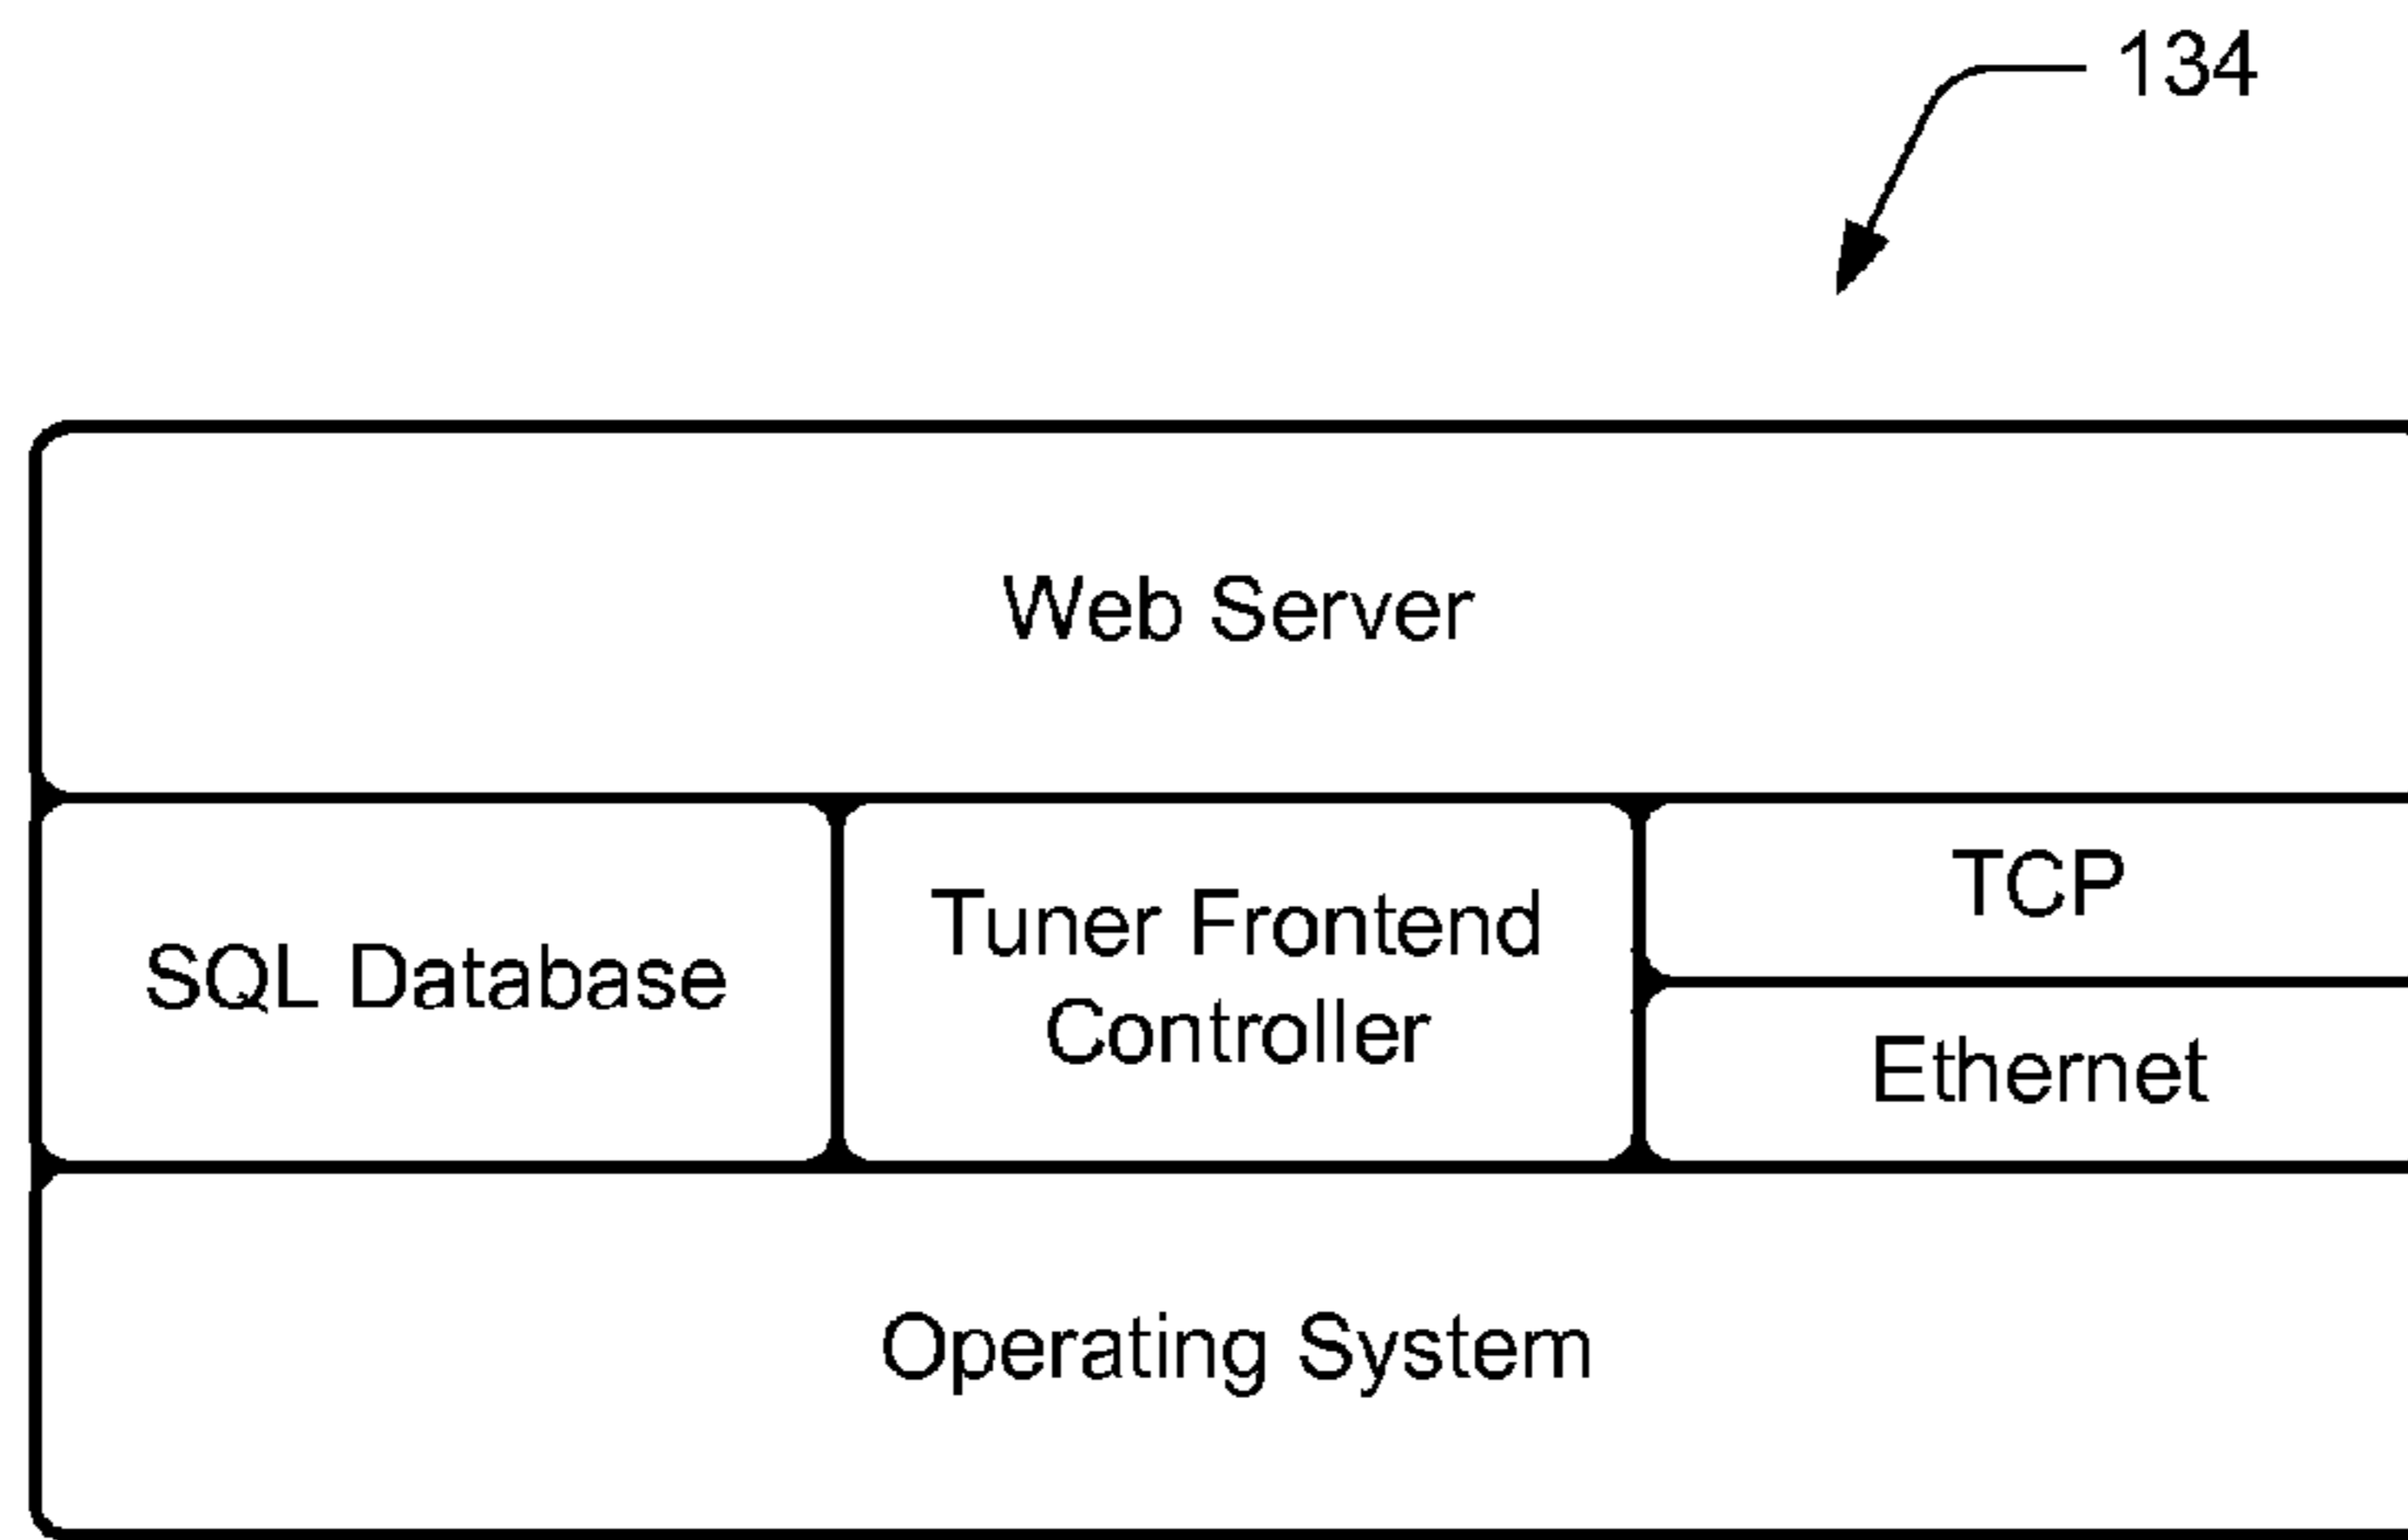 134
Web Server
SQL Database
Tuner Frontend
Controller
TCP
Ethernet
Operating System